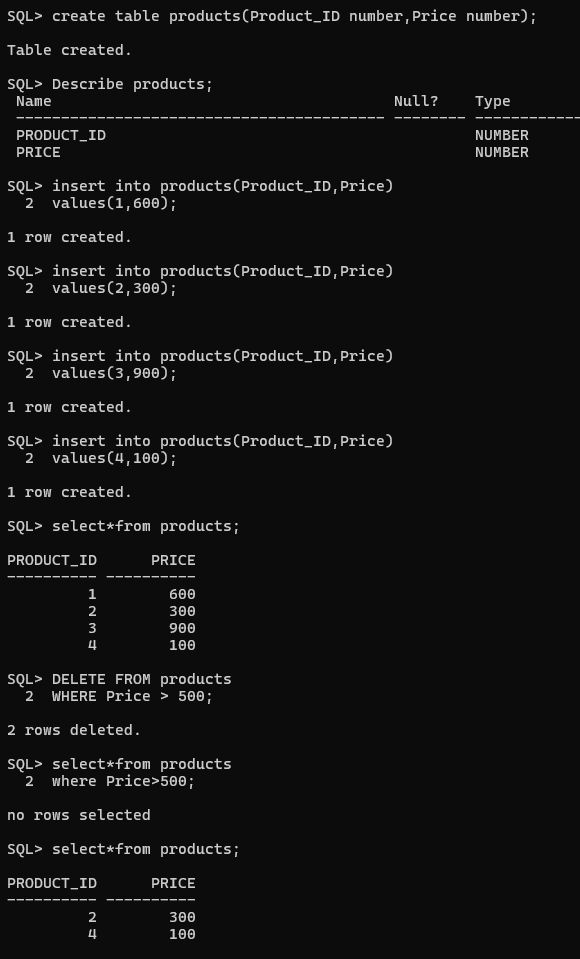 SQL> create table products(Product_ID number,Price number);
Table created.
SQL> Describe products;
Name Null? Type
----------------------------------------- -------- ------------
PRODUCT_ID NUMBER
PRICE NUMBER
SQL> insert into products(Product_ID,Price)
2 values(1,600);
1 row created.
SQL> insert into products(Product_ID,Price)
2 values(2,300);
1 row created.
SQL> insert into products(Product_ID,Price)
2 values(3,900);
1 row created.
SQL> insert into products(Product_ID,Price)
2 values(4,100);
1 row created.
SQL> select*from products;
PRODUCT_ID PRICE
---------- ----------
1 600
2 300
3 900
4 100
SQL> DELETE FROM products
2 WHERE Price > 500;
2 rows deleted.
SQL> select*from products
2 where Price>500;
no rows selected
SQL> select*from products;
PRODUCT_ID PRICE
---------- ----------
2 300
4 100